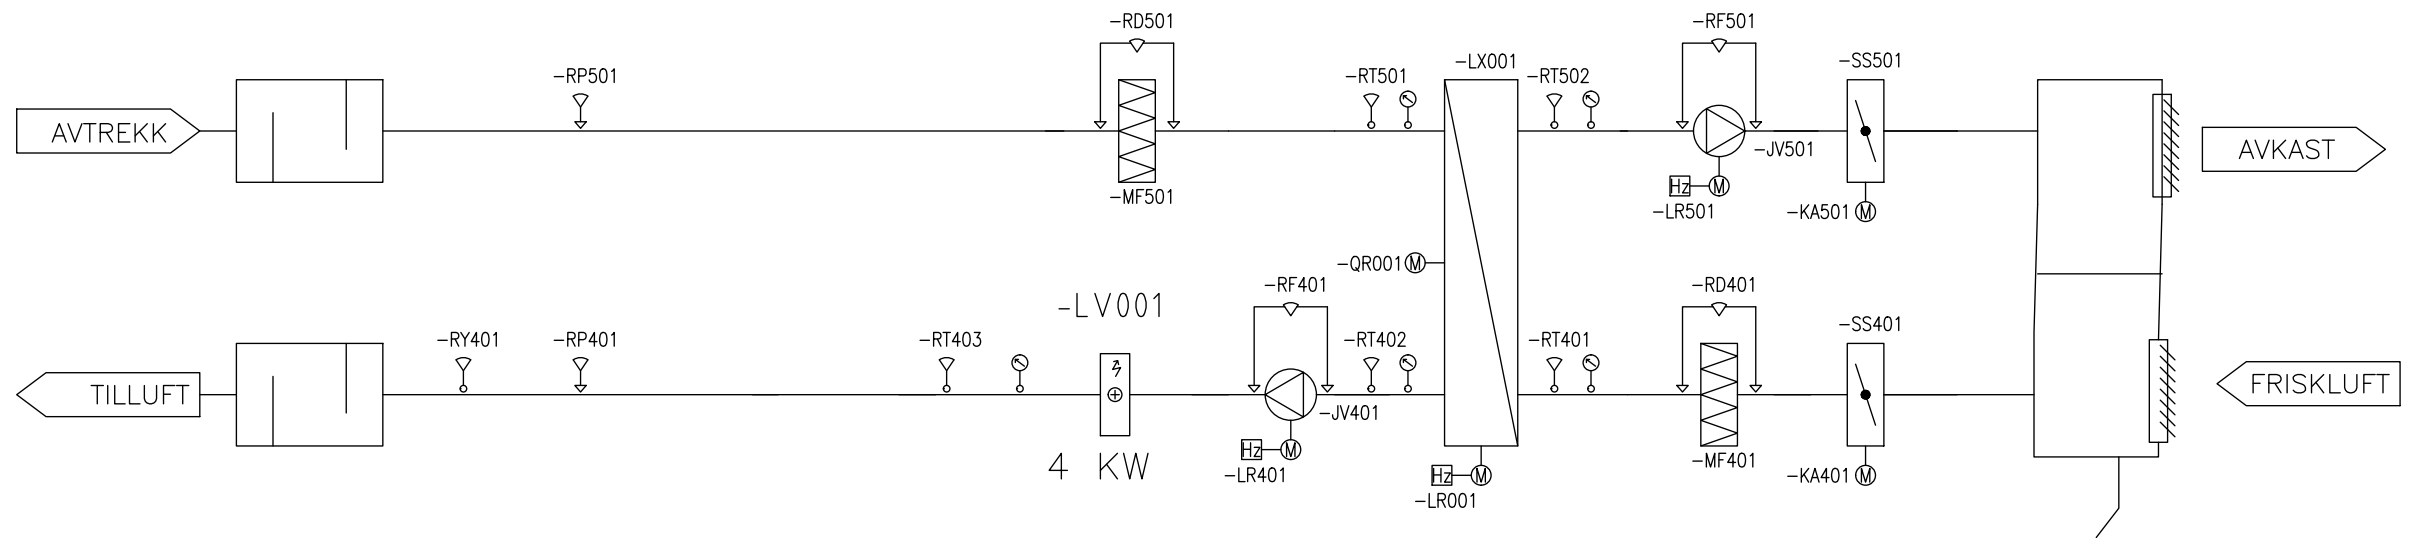 -RD501
-RF501
-RP501
-RT501
-LX001
-RT502
-SS501
AVTREKK
-JV501
AVKAST
-MF501
Hz
M
-LR501
-KA501 M
-QR001 M
-RF401
-RD401
-LV001
-RY401
-RP401
-RT403
-RT402
-RT401
-SS401
TILLUFT
-JV401
FRISKLUFT
4 KW
Hz
M
-LR401
-MF401
Hz
M
-LR001
-KA401 M